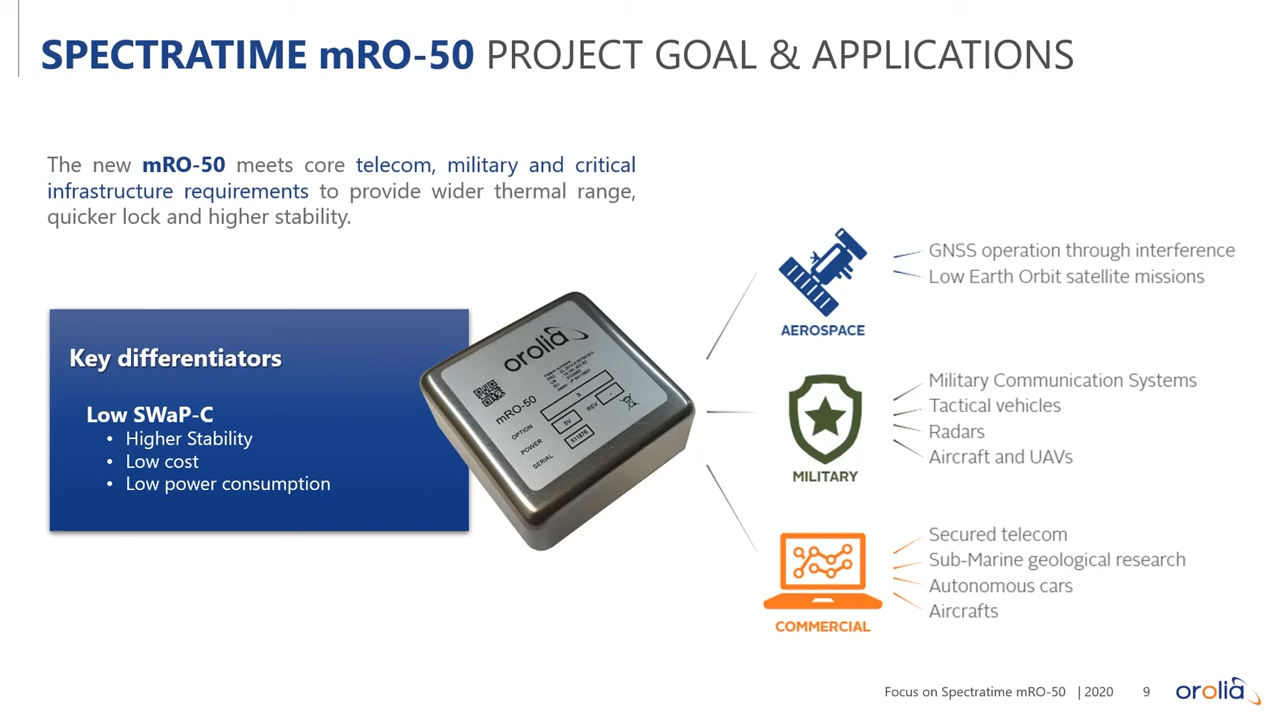 SPECTRATIME mRO-50 PROJECT GOAL & APPLICATIONS
The new mRO-50 meets core telecom, military and critical
infrastructure requirements to provide wider thermal range,
quicker lock and higher stability.
Key differentiators
Low SWaP-C
• Higher Stability
• Low cost
• Low power consumption
orolia
mRO-50
OPTION S REV -
POWER 5V
SERIAL
AEROSPACE
GNSS operation through interference
Low Earth Orbit satellite missions
MILITARY
Military Communication Systems
Tactical vehicles
Radars
Aircraft and UAVs
COMMERCIAL
Secured telecom
Sub-Marine geological research
Autonomous cars
Aircrafts
Focus on Spectratime mRO-50 | 2020 9
orolia